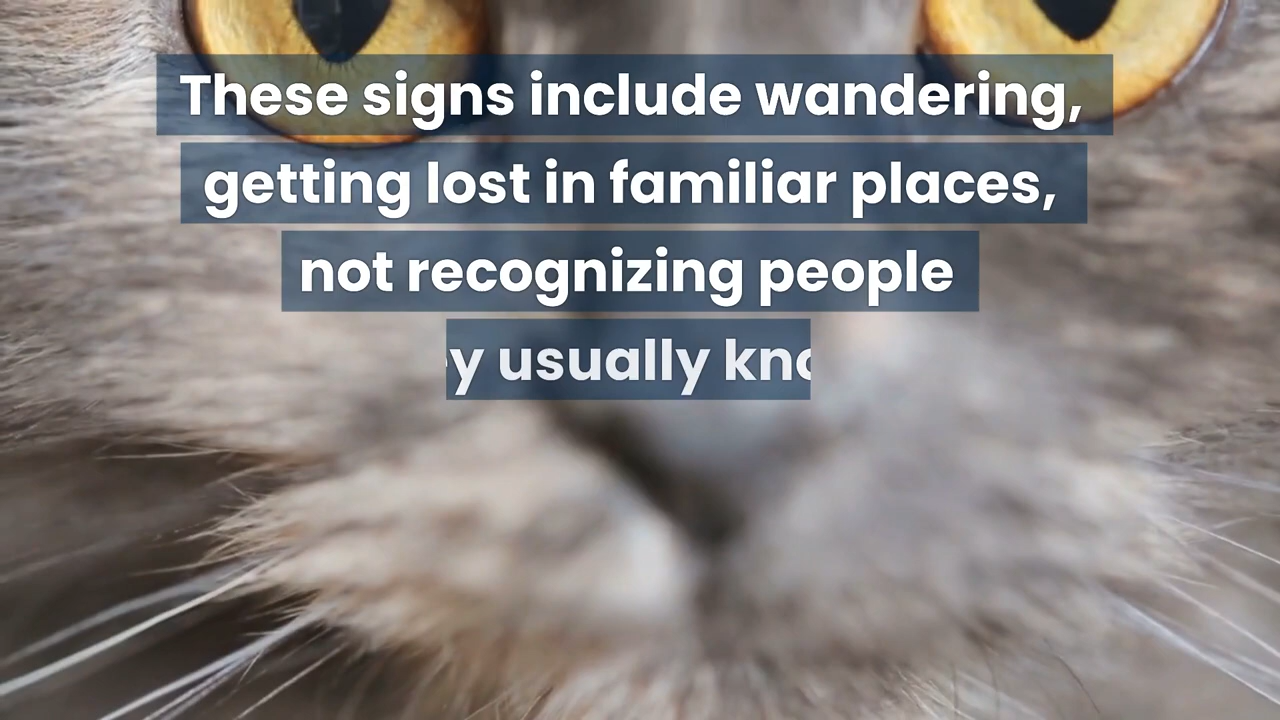 These signs include wandering,
getting lost in familiar places,
not recognizing people
usually